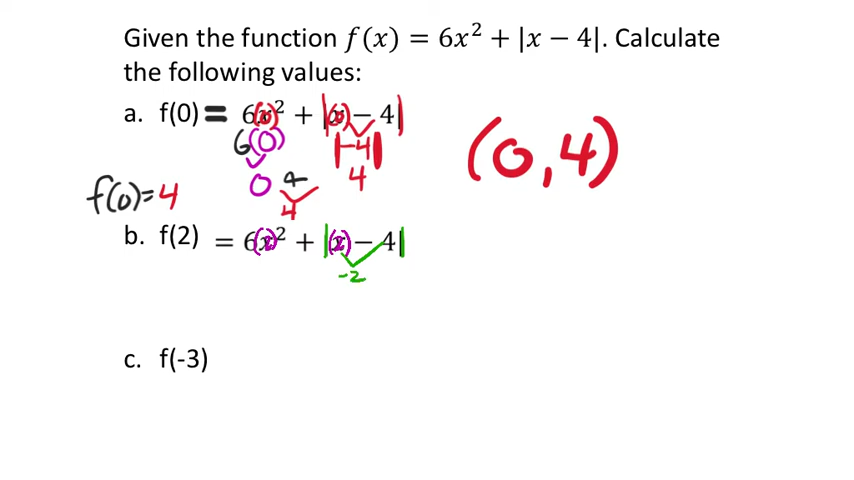 Given the function f(x) = 6x² + |x − 4|. Calculate
the following values:
a. f(0) = 6(0)² + |(0) − 4|
6(0) |−4|
0 + 4
f(0)=4 4
(0,4)
b. f(2) = 6(2)² + |(2) − 4|
−2
c. f(-3)